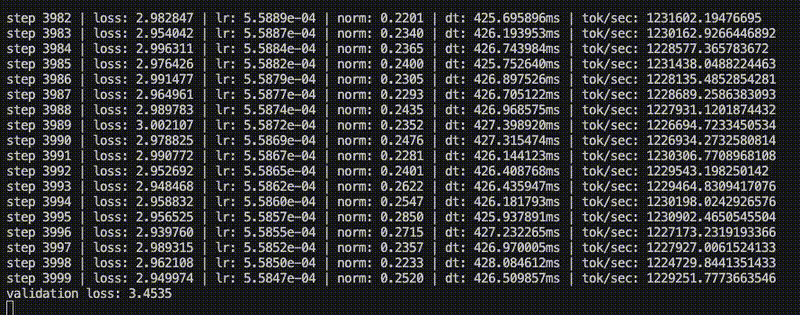 step 3982 | loss: 2.982847 | lr: 5.5889e-04 | norm: 0.2201 | dt: 425.695896ms | tok/sec: 1231602.19476695
step 3983 | loss: 2.954042 | lr: 5.5887e-04 | norm: 0.2340 | dt: 426.193953ms | tok/sec: 1230162.9266446892
step 3984 | loss: 2.996311 | lr: 5.5884e-04 | norm: 0.2365 | dt: 426.743984ms | tok/sec: 1228577.365783672
step 3985 | loss: 2.976426 | lr: 5.5882e-04 | norm: 0.2400 | dt: 425.752640ms | tok/sec: 1231438.0488224463
step 3986 | loss: 2.991477 | lr: 5.5879e-04 | norm: 0.2305 | dt: 426.897526ms | tok/sec: 1228135.4852854281
step 3987 | loss: 2.964961 | lr: 5.5877e-04 | norm: 0.2293 | dt: 426.705122ms | tok/sec: 1228689.2586383093
step 3988 | loss: 2.989783 | lr: 5.5874e-04 | norm: 0.2435 | dt: 426.968575ms | tok/sec: 1227931.1201874432
step 3989 | loss: 3.002107 | lr: 5.5872e-04 | norm: 0.2352 | dt: 427.398920ms | tok/sec: 1226694.7233450534
step 3990 | loss: 2.978825 | lr: 5.5869e-04 | norm: 0.2476 | dt: 427.315474ms | tok/sec: 1226934.2732580814
step 3991 | loss: 2.990772 | lr: 5.5867e-04 | norm: 0.2281 | dt: 426.144123ms | tok/sec: 1230306.7708968108
step 3992 | loss: 2.952692 | lr: 5.5865e-04 | norm: 0.2401 | dt: 426.408768ms | tok/sec: 1229543.198250142
step 3993 | loss: 2.948468 | lr: 5.5862e-04 | norm: 0.2622 | dt: 426.435947ms | tok/sec: 1229464.8309417076
step 3994 | loss: 2.958832 | lr: 5.5860e-04 | norm: 0.2547 | dt: 426.181793ms | tok/sec: 1230198.0242926576
step 3995 | loss: 2.956525 | lr: 5.5857e-04 | norm: 0.2850 | dt: 425.937891ms | tok/sec: 1230902.4650545504
step 3996 | loss: 2.939760 | lr: 5.5855e-04 | norm: 0.2715 | dt: 427.232265ms | tok/sec: 1227173.2319193366
step 3997 | loss: 2.989315 | lr: 5.5852e-04 | norm: 0.2357 | dt: 426.970005ms | tok/sec: 1227927.0061524133
step 3998 | loss: 2.962108 | lr: 5.5850e-04 | norm: 0.2233 | dt: 428.084612ms | tok/sec: 1224729.8441351433
step 3999 | loss: 2.949974 | lr: 5.5847e-04 | norm: 0.2520 | dt: 426.509857ms | tok/sec: 1229251.7773663546
validation loss: 3.4535